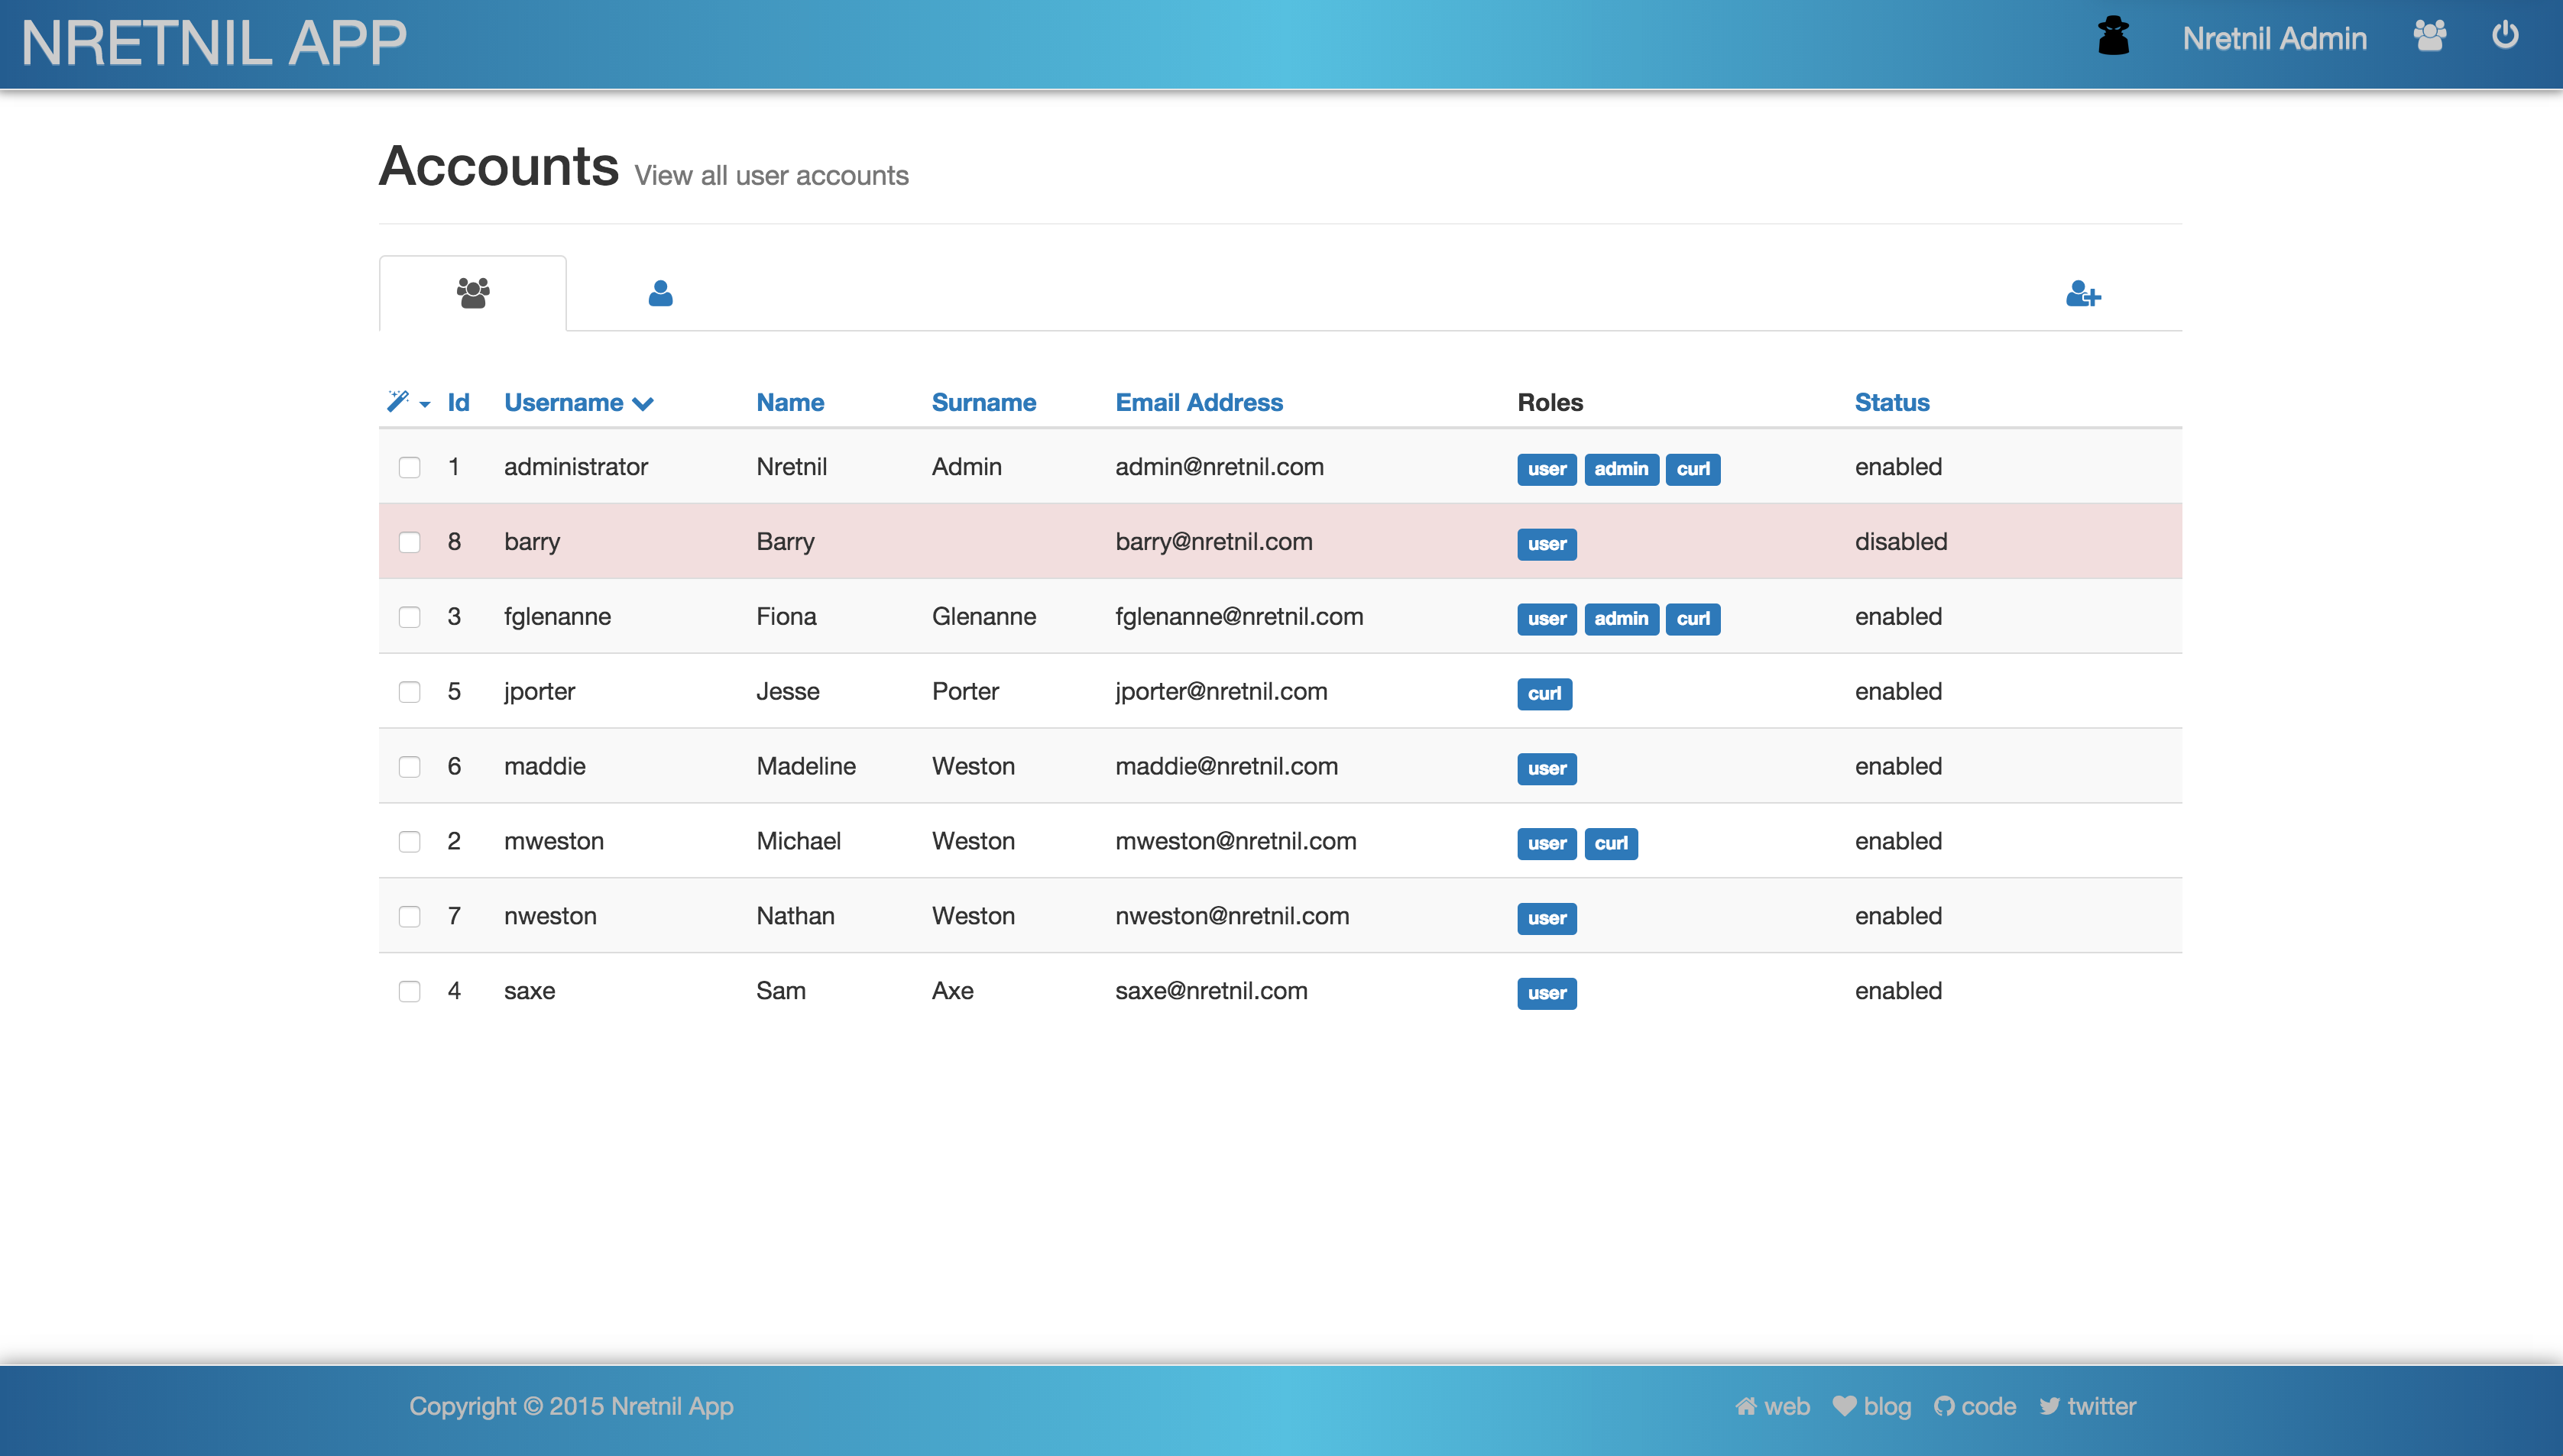 NRETNIL APP Nretnil Admin
Accounts View all user accounts
Id Username Name Surname Email Address Roles Status
1 administrator Nretnil Admin admin@nretnil.com user admin curl enabled
8 barry Barry barry@nretnil.com user disabled
3 fglenanne Fiona Glenanne fglenanne@nretnil.com user admin curl enabled
5 jporter Jesse Porter jporter@nretnil.com curl enabled
6 maddie Madeline Weston maddie@nretnil.com user enabled
2 mweston Michael Weston mweston@nretnil.com user curl enabled
7 nweston Nathan Weston nweston@nretnil.com user enabled
4 saxe Sam Axe saxe@nretnil.com user enabled
Copyright © 2015 Nretnil App web blog code twitter